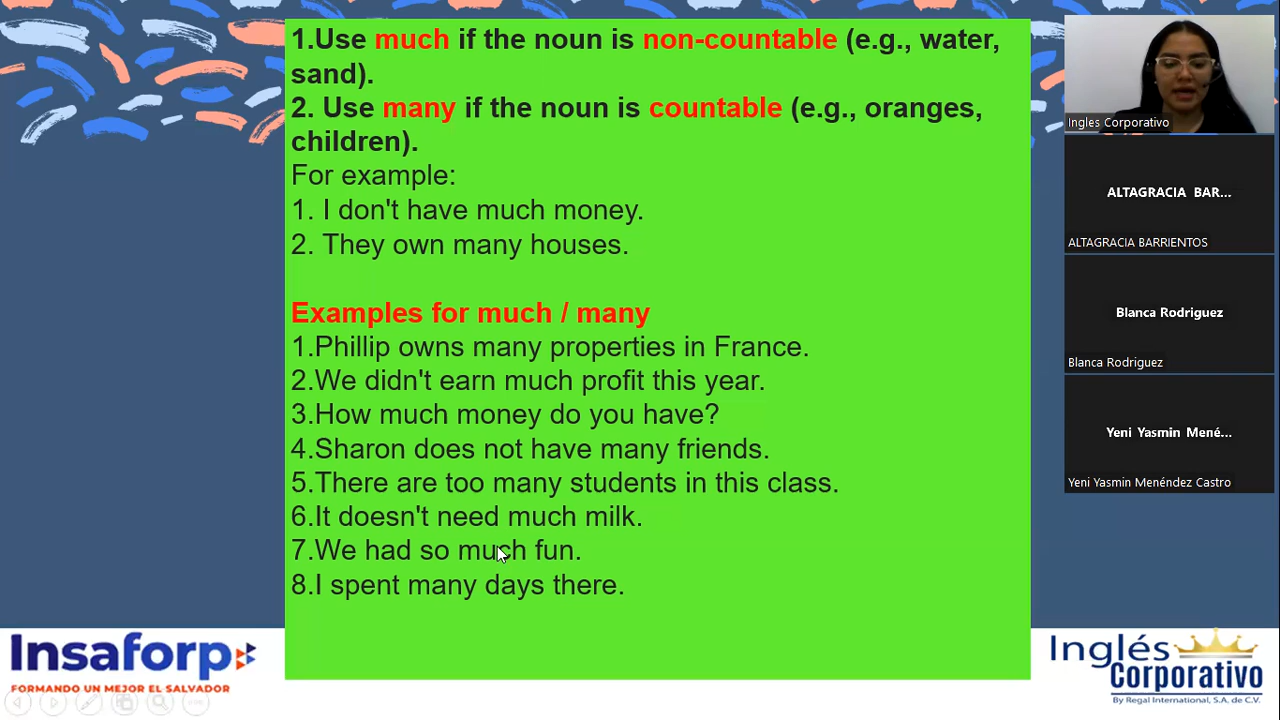 1.Use much if the noun is non-countable (e.g., water,
sand).
2. Use many if the noun is countable (e.g., oranges,
children).
For example:
1. I don't have much money.
2. They own many houses.
Examples for much / many
1.Phillip owns many properties in France.
2.We didn't earn much profit this year.
3.How much money do you have?
4.Sharon does not have many friends.
5.There are too many students in this class.
6.It doesn't need much milk.
7.We had so much fun.
8.I spent many days there.
Ingles Corporativo
ALTAGRACIA BAR...
ALTAGRACIA BARRIENTOS
Blanca Rodriguez
Blanca Rodriguez
Yeni Yasmin Mené...
Yeni Yasmin Menéndez Castro
Insaforp
FORMANDO UN MEJOR EL SALVADOR
Inglés
Corporativo
By Regal International, S.A. de C.V.